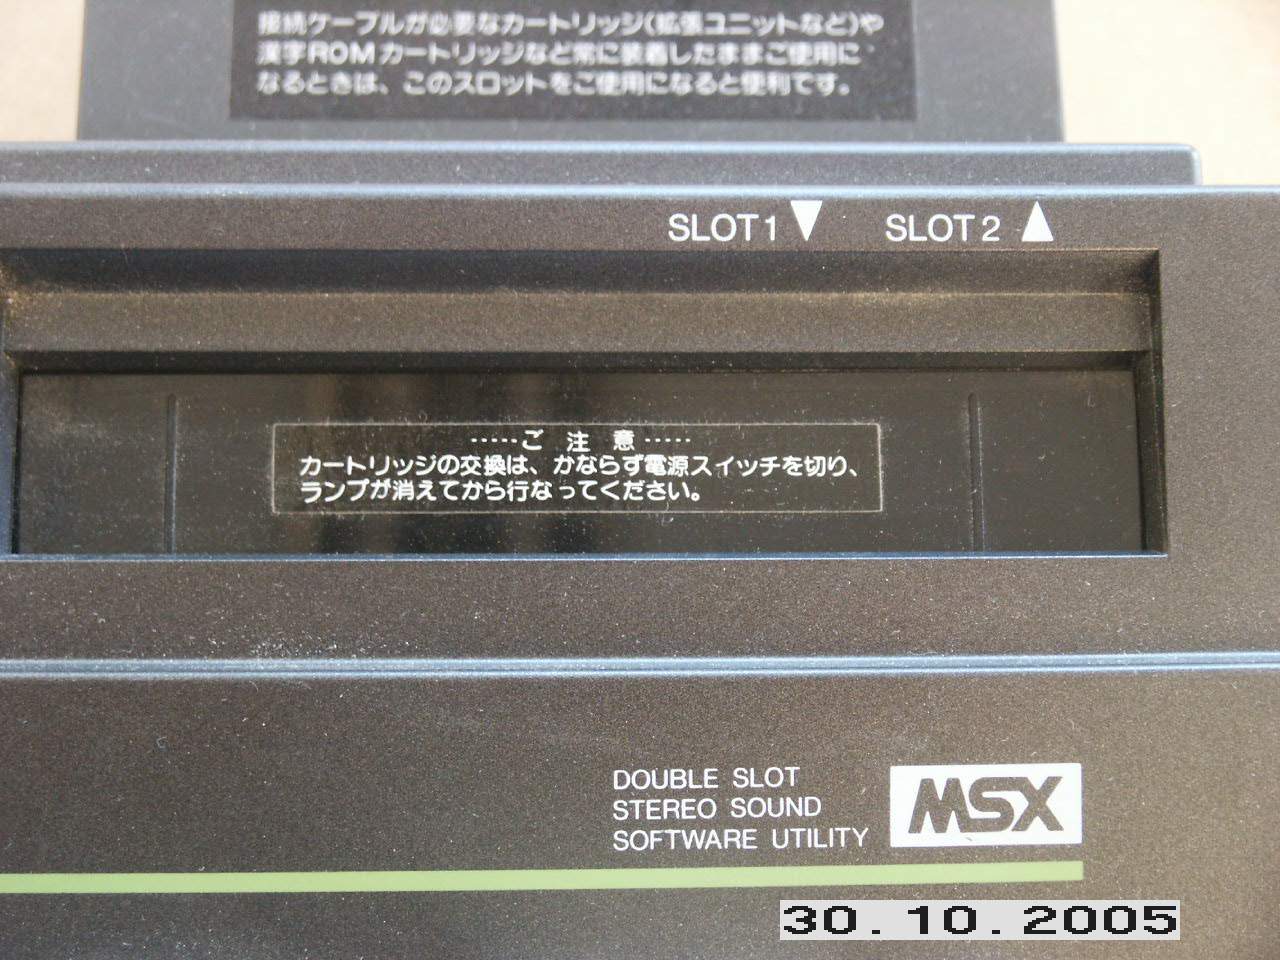 接続ケーブルが必要なカートリッジ(拡張ユニットなど)や
漢字ROMカートリッジなど常に装着したままご使用に
なるときは、このスロットをご使用になると便利です。
SLOT1▼ SLOT2▲
‥‥‥ご 注 意‥‥‥
カートリッジの交換は、かならず電源スイッチを切り、
ランプが消えてから行なってください。
DOUBLE SLOT
STEREO SOUND
SOFTWARE UTILITY
MSX
30.10.2005